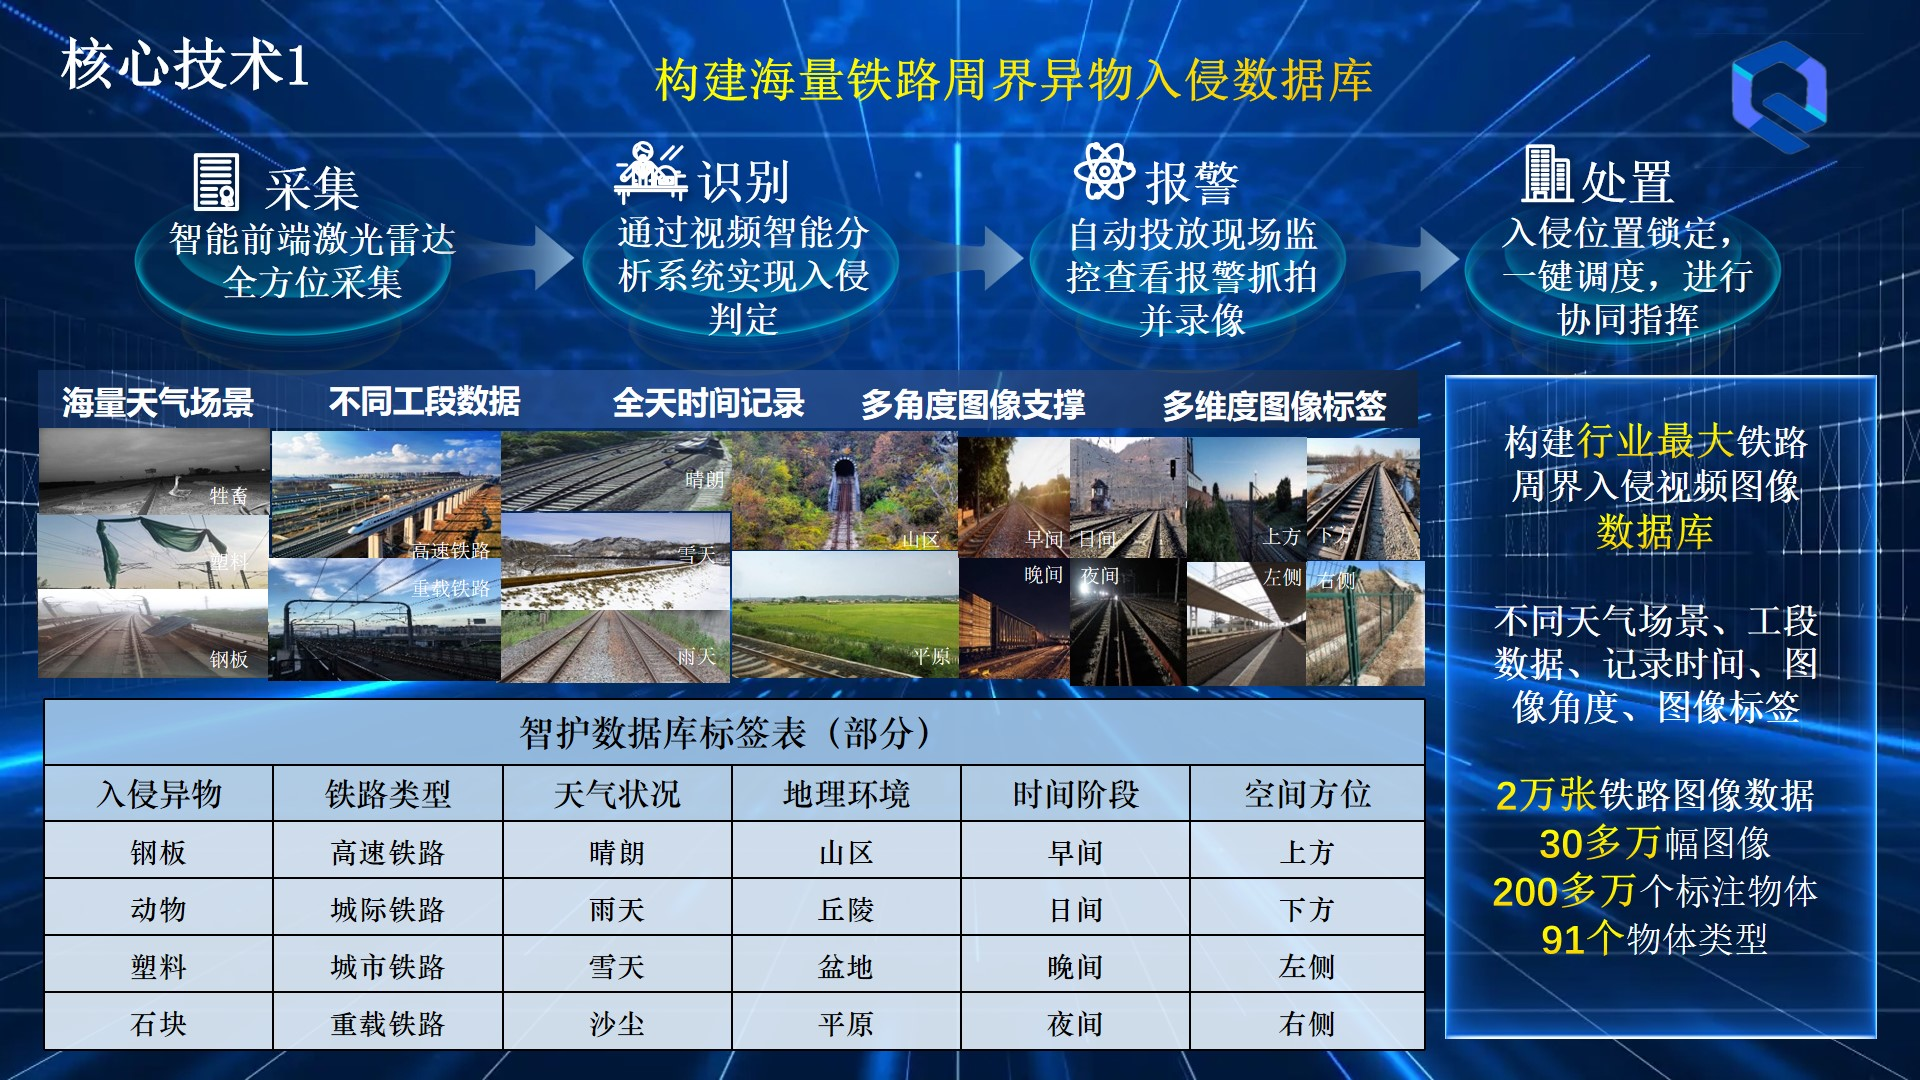 核心技术1
构建海量铁路周界异物入侵数据库
采集
智能前端激光雷达
全方位采集
识别
通过视频智能分
析系统实现入侵
判定
报警
自动投放现场监
控查看报警抓拍
并录像
处置
入侵位置锁定，
一键调度，进行
协同指挥
海量天气场景 不同工段数据 全天时间记录 多角度图像支撑 多维度图像标签
牲畜
塑料
钢板
高速铁路
重载铁路
晴朗
雪天
雨天
山区
平原
早间 日间
晚间 夜间
上方 下方
左侧 右侧
智护数据库标签表（部分）
入侵异物 铁路类型 天气状况 地理环境 时间阶段 空间方位
钢板 高速铁路 晴朗 山区 早间 上方
动物 城际铁路 雨天 丘陵 日间 下方
塑料 城市铁路 雪天 盆地 晚间 左侧
石块 重载铁路 沙尘 平原 夜间 右侧
构建行业最大铁路
周界入侵视频图像
数据库
不同天气场景、工段
数据、记录时间、图
像角度、图像标签
2万张铁路图像数据
30多万幅图像
200多万个标注物体
91个物体类型